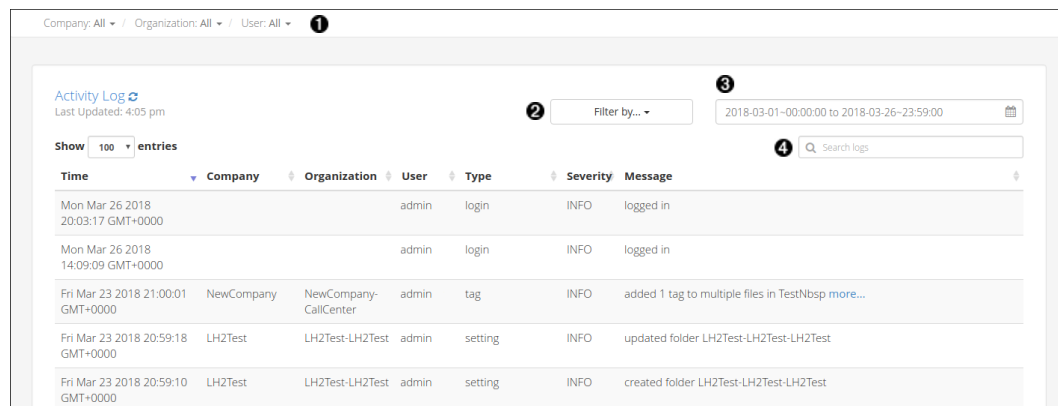 Company: All / Organization: All / User: All 1
3
Activity Log
Last Updated: 4:05 pm
2 Filter by... 2018-03-01~00:00:00 to 2018-03-26~23:59:00
Show 100 entries
4 Search logs
Time Company Organization User Type Severity Message
Mon Mar 26 2018 admin login INFO logged in
20:03:17 GMT+0000
Mon Mar 26 2018 admin login INFO logged in
14:09:09 GMT+0000
Fri Mar 23 2018 21:00:01 NewCompany NewCompany- admin tag INFO added 1 tag to multiple files in TestNbsp more...
GMT+0000 CallCenter
Fri Mar 23 2018 20:59:18 LH2Test LH2Test-LH2Test admin setting INFO updated folder LH2Test-LH2Test-LH2Test
GMT+0000
Fri Mar 23 2018 20:59:10 LH2Test LH2Test-LH2Test admin setting INFO created folder LH2Test-LH2Test-LH2Test
GMT+0000